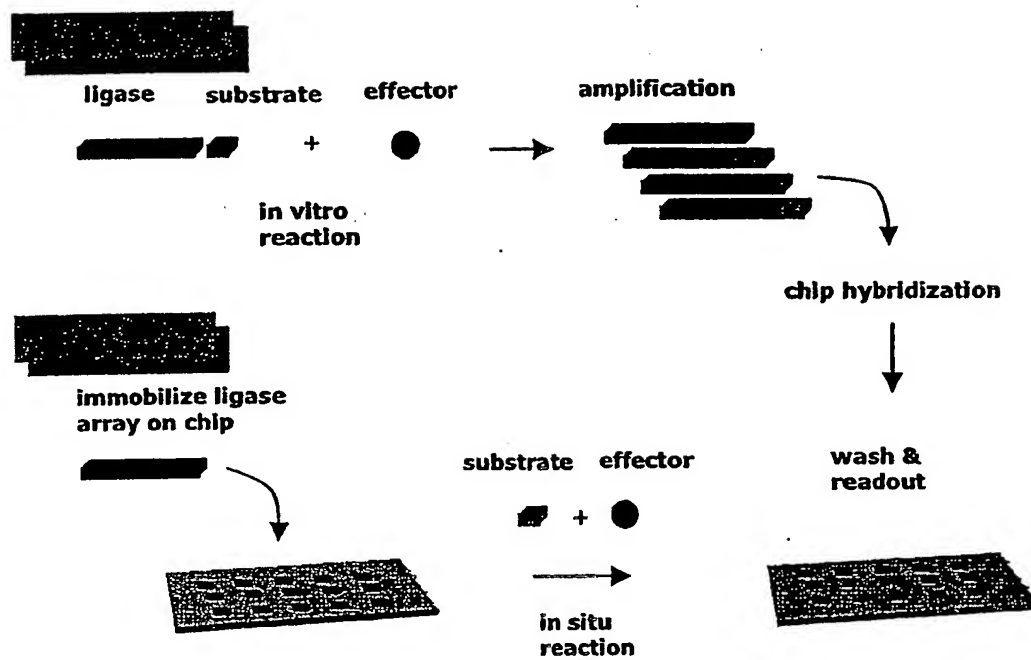 ligase substrate effector amplification
+
in vitro
reaction
chip hybridization
immobilize ligase
array on chip
substrate effector
+
wash &
readout
in situ
reaction